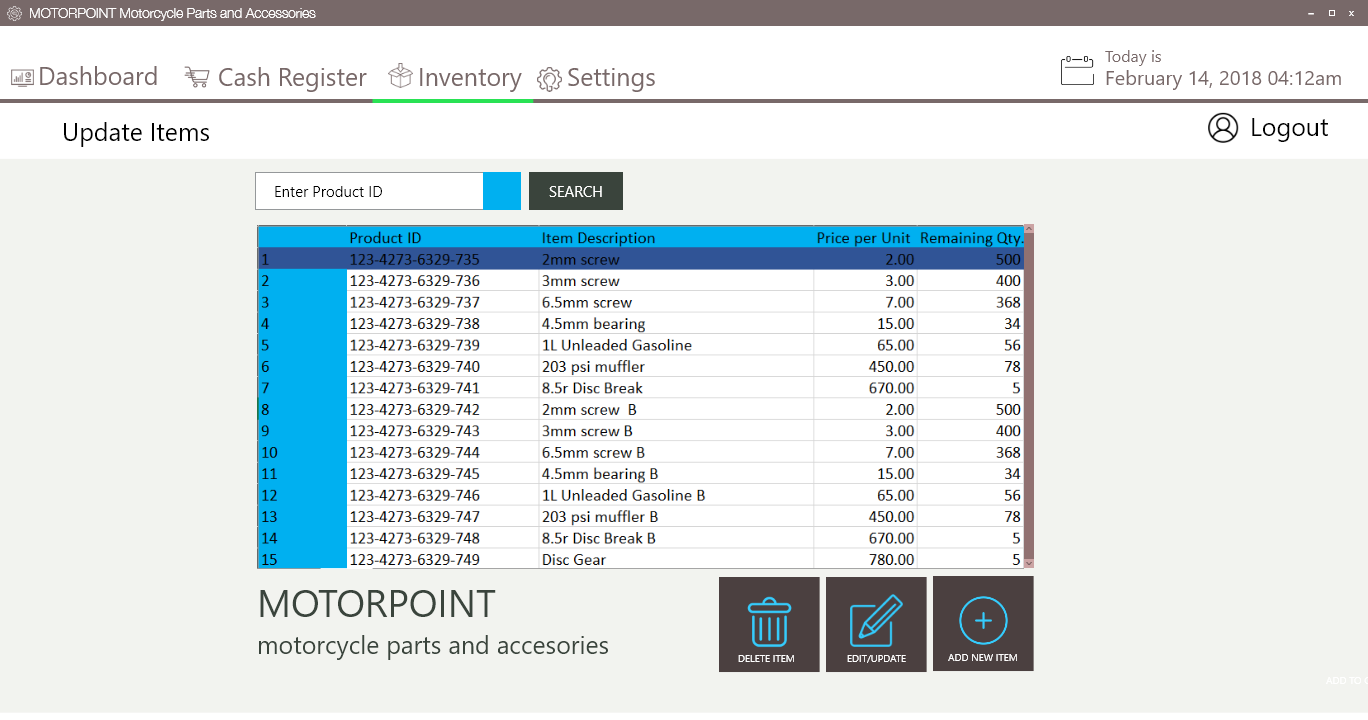 MOTORPOINT Motorcycle Parts and Accessories
Dashboard Cash Register Inventory Settings
Today is
February 14, 2018 04:12am
Update Items
Logout
Enter Product ID SEARCH
Product ID Item Description Price per Unit Remaining Qty.
1 123-4273-6329-735 2mm screw 2.00 500
2 123-4273-6329-736 3mm screw 3.00 400
3 123-4273-6329-737 6.5mm screw 7.00 368
4 123-4273-6329-738 4.5mm bearing 15.00 34
5 123-4273-6329-739 1L Unleaded Gasoline 65.00 56
6 123-4273-6329-740 203 psi muffler 450.00 78
7 123-4273-6329-741 8.5r Disc Break 670.00 5
8 123-4273-6329-742 2mm screw  B 2.00 500
9 123-4273-6329-743 3mm screw B 3.00 400
10 123-4273-6329-744 6.5mm screw B 7.00 368
11 123-4273-6329-745 4.5mm bearing B 15.00 34
12 123-4273-6329-746 1L Unleaded Gasoline B 65.00 56
13 123-4273-6329-747 203 psi muffler B 450.00 78
14 123-4273-6329-748 8.5r Disc Break B 670.00 5
15 123-4273-6329-749 Disc Gear 780.00 5
MOTORPOINT
motorcycle parts and accesories
DELETE ITEM EDIT/UPDATE ADD NEW ITEM
ADD TO